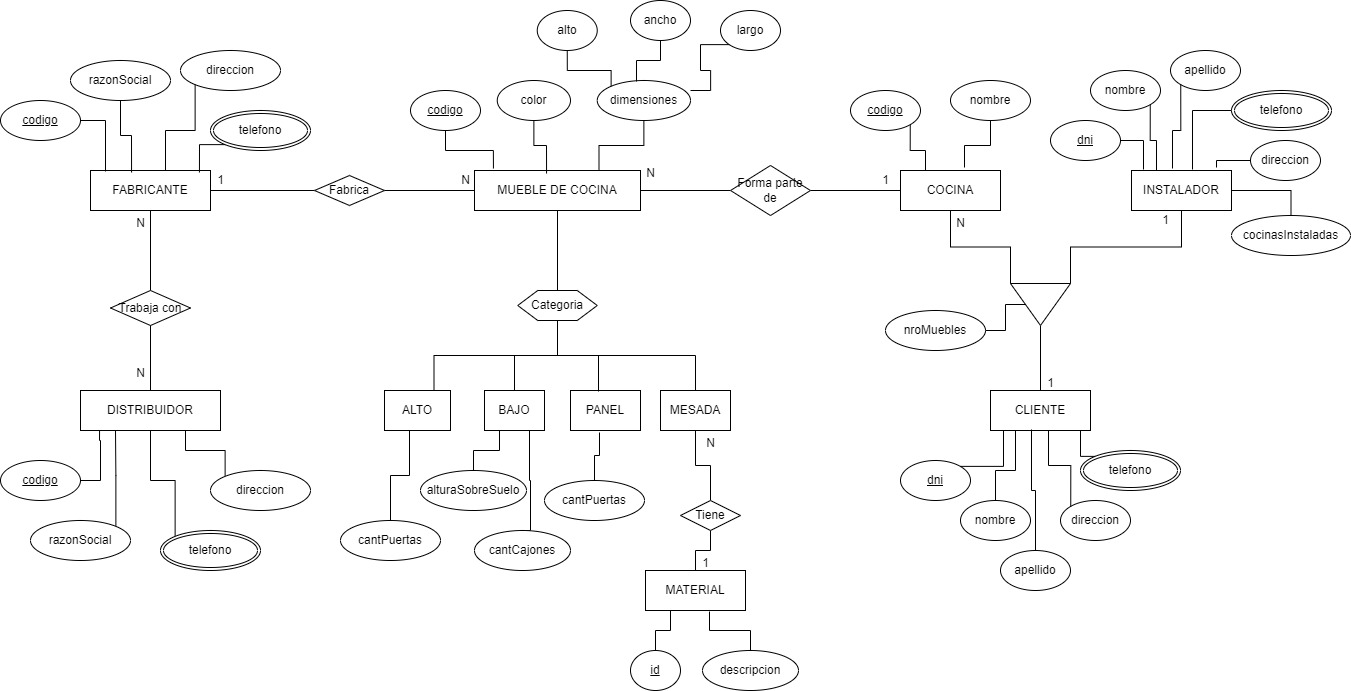 alto
ancho
largo
razonSocial
direccion
codigo
telefono
codigo
color
dimensiones
codigo
nombre
nombre
apellido
telefono
dni
direccion
FABRICANTE
1
Fabrica
N
MUEBLE DE COCINA
N
Forma parte
de
1
COCINA
INSTALADOR
cocinasInstaladas
N
N
1
Trabaja con
Categoria
nroMuebles
N
1
DISTRIBUIDOR
ALTO
BAJO
PANEL
MESADA
CLIENTE
N
codigo
direccion
razonSocial
telefono
alturaSobreSuelo
cantPuertas
cantPuertas
cantCajones
Tiene
1
MATERIAL
id
descripcion
dni
telefono
nombre
direccion
apellido